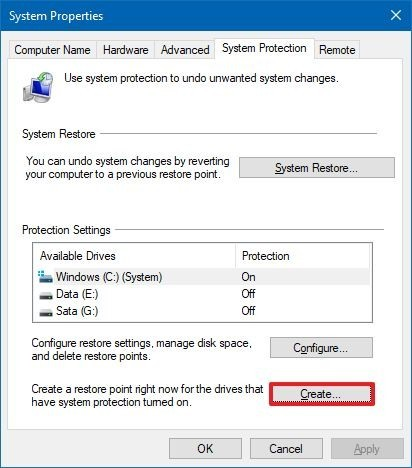 System Properties
Computer Name Hardware Advanced System Protection Remote
Use system protection to undo unwanted system changes.
System Restore
You can undo system changes by reverting
your computer to a previous restore point.
System Restore...
Protection Settings
Available Drives Protection
Windows (C:) (System) On
Data (E:) Off
Sata (G:) Off
Configure restore settings, manage disk space,
and delete restore points.
Configure...
Create a restore point right now for the drives that
have system protection turned on.
Create...
OK Cancel Apply